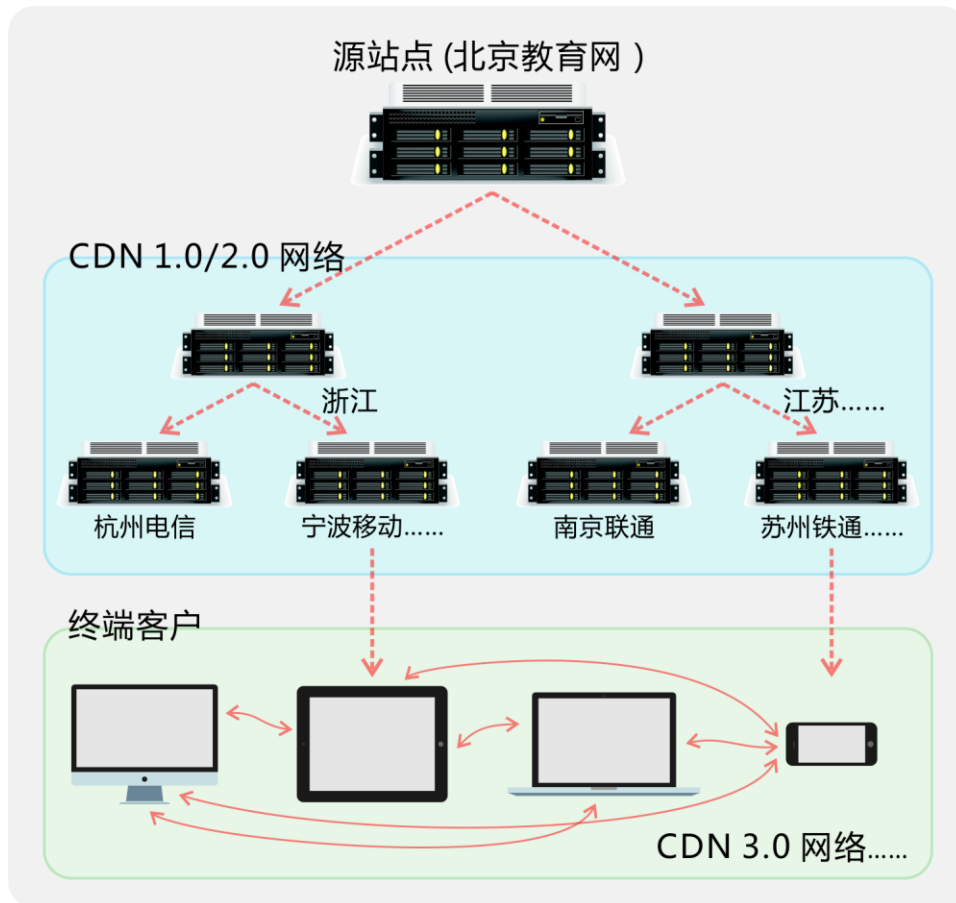 源站点 (北京教育网 )
CDN 1.0/2.0 网络
浙江
江苏……
杭州电信
宁波移动……
南京联通
苏州铁通……
终端客户
CDN 3.0 网络……